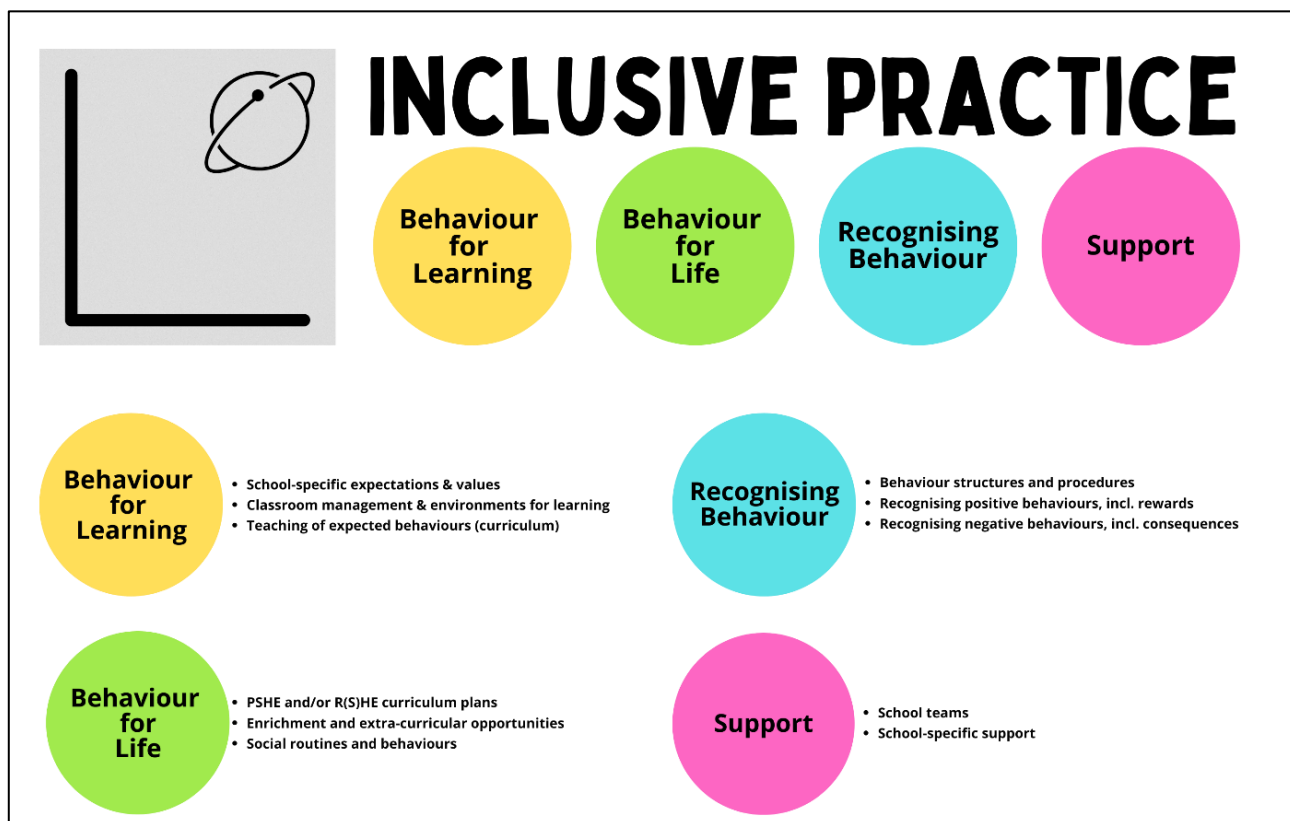 INCLUSIVE PRACTICE
Behaviour
for
Learning
Behaviour
for
Life
Recognising
Behaviour
Support
Behaviour
for
Learning
• School-specific expectations & values
• Classroom management & environments for learning
• Teaching of expected behaviours (curriculum)
Recognising
Behaviour
• Behaviour structures and procedures
• Recognising positive behaviours, incl. rewards
• Recognising negative behaviours, incl. consequences
Behaviour
for
Life
• PSHE and/or R(S)HE curriculum plans
• Enrichment and extra-curricular opportunities
• Social routines and behaviours
Support
• School teams
• School-specific support